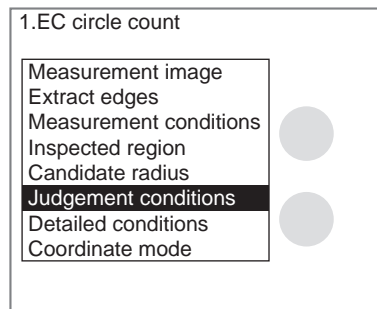 1.EC circle count
Measurement image
Extract edges
Measurement conditions
Inspected region
Candidate radius
Judgement conditions
Detailed conditions
Coordinate mode